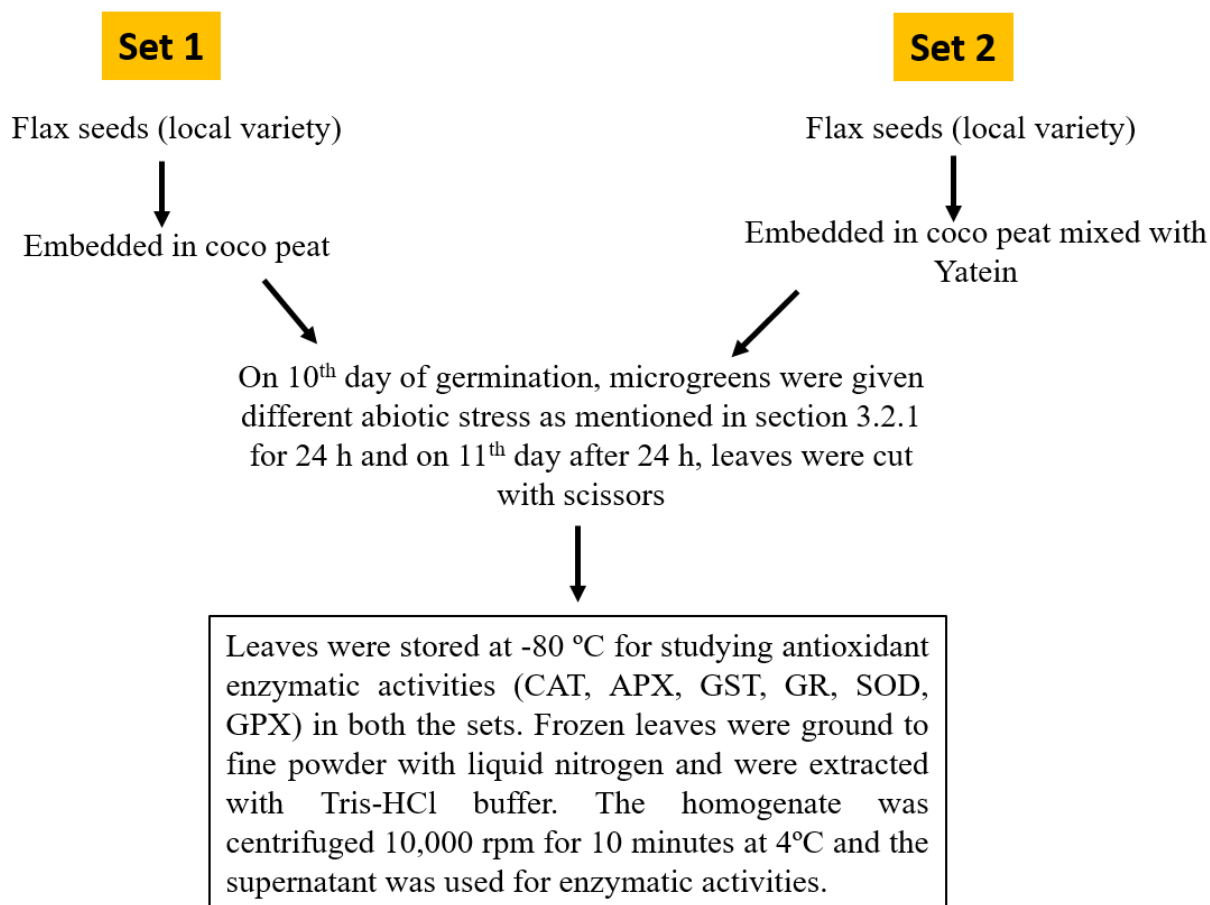 Set 1
Set 2
Flax seeds (local variety)
Flax seeds (local variety)
Embedded in coco peat
Embedded in coco peat mixed with
Yatein
On 10th day of germination, microgreens were given
different abiotic stress as mentioned in section 3.2.1
for 24 h and on 11th day after 24 h, leaves were cut
with scissors
Leaves were stored at -80 ºC for studying antioxidant
enzymatic activities (CAT, APX, GST, GR, SOD,
GPX) in both the sets. Frozen leaves were ground to
fine powder with liquid nitrogen and were extracted
with Tris-HCl buffer. The homogenate was
centrifuged 10,000 rpm for 10 minutes at 4ºC and the
supernatant was used for enzymatic activities.